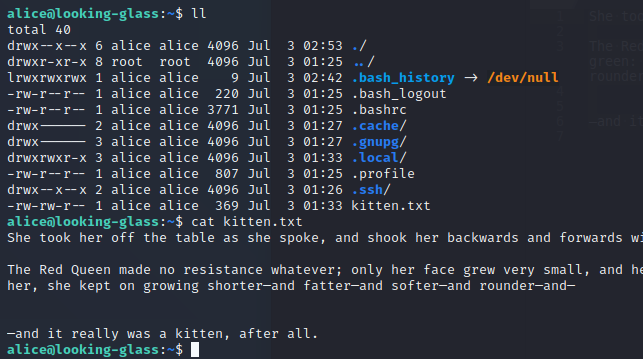 alice@looking-glass:~$ ll
total 40
drwx--x--x 6 alice alice 4096 Jul  3 02:53 ./
drwxr-xr-x 8 root  root  4096 Jul  3 01:25 ../
lrwxrwxrwx 1 alice alice    9 Jul  3 02:42 .bash_history -> /dev/null
-rw-r--r-- 1 alice alice  220 Jul  3 01:25 .bash_logout
-rw-r--r-- 1 alice alice 3771 Jul  3 01:25 .bashrc
drwx------ 2 alice alice 4096 Jul  3 01:27 .cache/
drwx------ 3 alice alice 4096 Jul  3 01:27 .gnupg/
drwxrwxr-x 3 alice alice 4096 Jul  3 01:33 .local/
-rw-r--r-- 1 alice alice  807 Jul  3 01:25 .profile
drwx--x--x 2 alice alice 4096 Jul  3 01:26 .ssh/
-rw-rw-r-- 1 alice alice  369 Jul  3 01:33 kitten.txt
alice@looking-glass:~$ cat kitten.txt
She took her off the table as she spoke, and shook her backwards and forwards
The Red Queen made no resistance whatever; only her face grew very small, and
her, she kept on growing shorter—and fatter—and softer—and rounder—and—
—and it really was a kitten, after all.
alice@looking-glass:~$